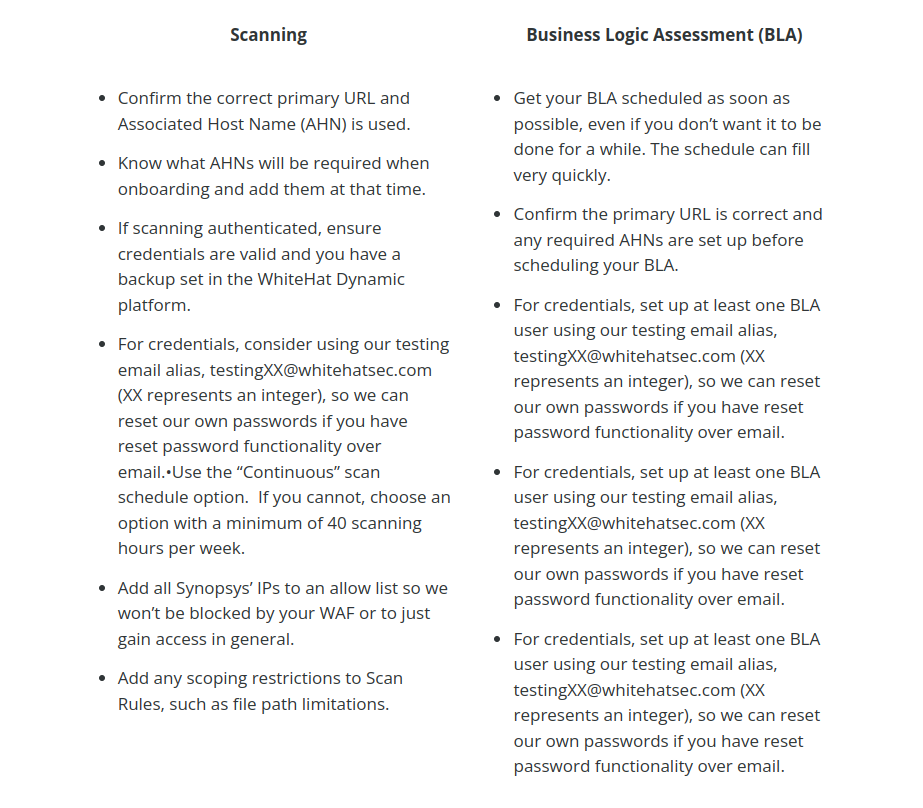 Scanning
• Confirm the correct primary URL and
Associated Host Name (AHN) is used.
• Know what AHNs will be required when
onboarding and add them at that time.
• If scanning authenticated, ensure
credentials are valid and you have a
backup set in the WhiteHat Dynamic
platform.
• For credentials, consider using our testing
email alias, testingXX@whitehatsec.com
(XX represents an integer), so we can
reset our own passwords if you have
reset password functionality over
email.•Use the “Continuous” scan
schedule option.  If you cannot, choose an
option with a minimum of 40 scanning
hours per week.
• Add all Synopsys’ IPs to an allow list so we
won’t be blocked by your WAF or to just
gain access in general.
• Add any scoping restrictions to Scan
Rules, such as file path limitations.
Business Logic Assessment (BLA)
• Get your BLA scheduled as soon as
possible, even if you don’t want it to be
done for a while. The schedule can fill
very quickly.
• Confirm the primary URL is correct and
any required AHNs are set up before
scheduling your BLA.
• For credentials, set up at least one BLA
user using our testing email alias,
testingXX@whitehatsec.com (XX
represents an integer), so we can reset
our own passwords if you have reset
password functionality over email.
• For credentials, set up at least one BLA
user using our testing email alias,
testingXX@whitehatsec.com (XX
represents an integer), so we can reset
our own passwords if you have reset
password functionality over email.
• For credentials, set up at least one BLA
user using our testing email alias,
testingXX@whitehatsec.com (XX
represents an integer), so we can reset
our own passwords if you have reset
password functionality over email.